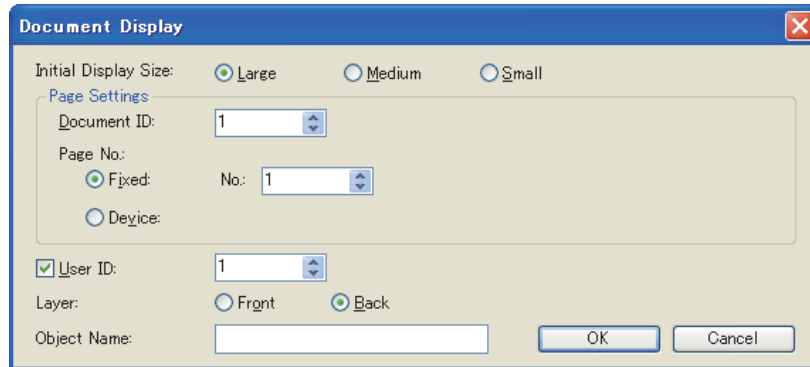 Document Display
Initial Display Size: Large Medium Small
Page Settings
Document ID: 1
Page No.:
Fixed: No.: 1
Device:
User ID: 1
Layer: Front Back
Object Name: OK Cancel